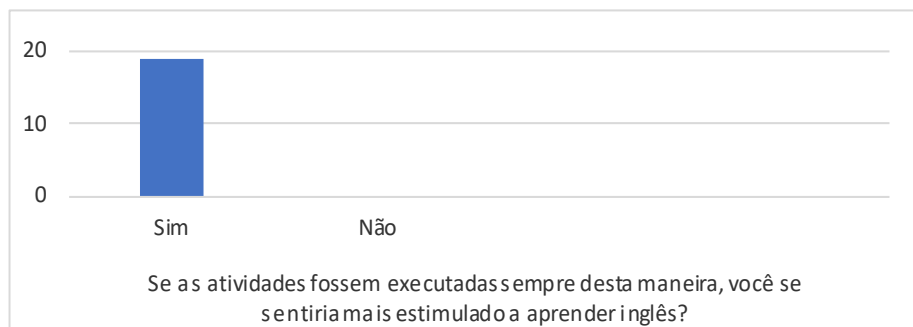 20
10
0
Sim Não
Se as atividades fossem executadas sempre desta maneira, você se
sentiria mais estimulado a aprender inglês?